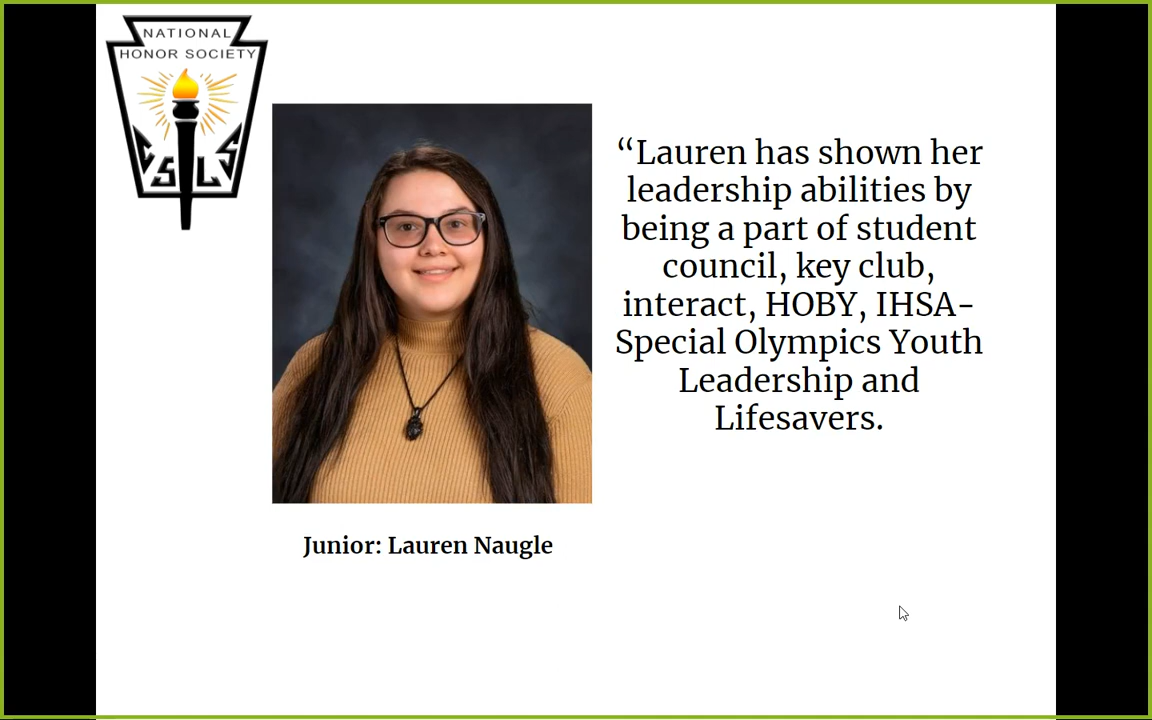 NATIONAL
HONOR SOCIETY
C S L S
“Lauren has shown her
leadership abilities by
being a part of student
council, key club,
interact, HOBY, IHSA-
Special Olympics Youth
Leadership and
Lifesavers.
Junior: Lauren Naugle